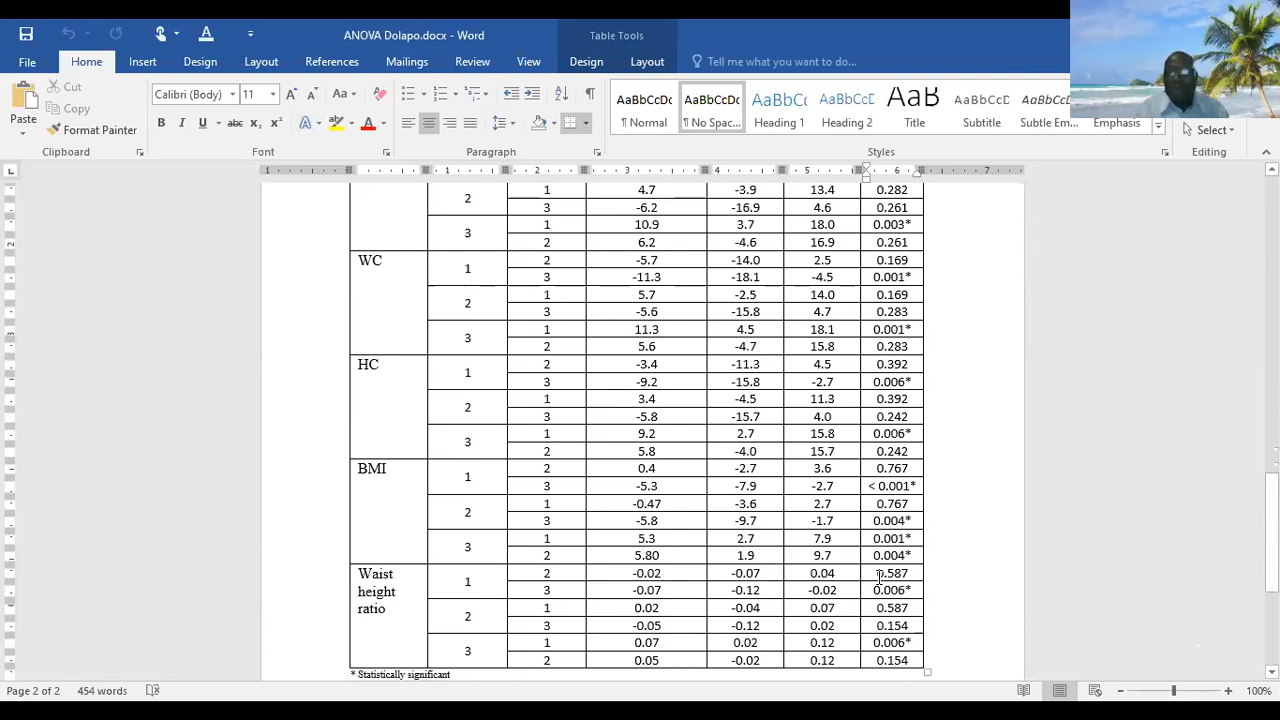 ANOVA Dolapo.docx - Word
Table Tools
File Home Insert Design Layout References Mailings Review View Design Layout Tell me what you want to do...
Paste
Cut
Copy
Format Painter
Clipboard
Calibri (Body) 11
Font
Paragraph
AaBbCcDc AaBbCcDc AaBbCc AaBbCcD AaB AaBbCcD AaBbCcDc
¶ Normal ¶ No Spac... Heading 1 Heading 2 Title Subtitle Subtle Em... Emphasis
Styles
Select
Editing
1 1 2 3 4 5 6 7
2 1 4.7 -3.9 13.4 0.282
3 -6.2 -16.9 4.6 0.261
3 1 10.9 3.7 18.0 0.003*
2 6.2 -4.6 16.9 0.261
WC 1 2 -5.7 -14.0 2.5 0.169
3 -11.3 -18.1 -4.5 0.001*
2 1 5.7 -2.5 14.0 0.169
3 -5.6 -15.8 4.7 0.283
3 1 11.3 4.5 18.1 0.001*
2 5.6 -4.7 15.8 0.283
HC 1 2 -3.4 -11.3 4.5 0.392
3 -9.2 -15.8 -2.7 0.006*
2 1 3.4 -4.5 11.3 0.392
3 -5.8 -15.7 4.0 0.242
3 1 9.2 2.7 15.8 0.006*
2 5.8 -4.0 15.7 0.242
BMI 1 2 0.4 -2.7 3.6 0.767
3 -5.3 -7.9 -2.7 < 0.001*
2 1 -0.47 -3.6 2.7 0.767
3 -5.8 -9.7 -1.7 0.004*
3 1 5.3 2.7 7.9 0.001*
2 5.80 1.9 9.7 0.004*
Waist height ratio 1 2 -0.02 -0.07 0.04 0.587
3 -0.07 -0.12 -0.02 0.006*
2 1 0.02 -0.04 0.07 0.587
3 -0.05 -0.12 0.02 0.154
3 1 0.07 0.02 0.12 0.006*
2 0.05 -0.02 0.12 0.154
* Statistically significant
Page 2 of 2 454 words 100%